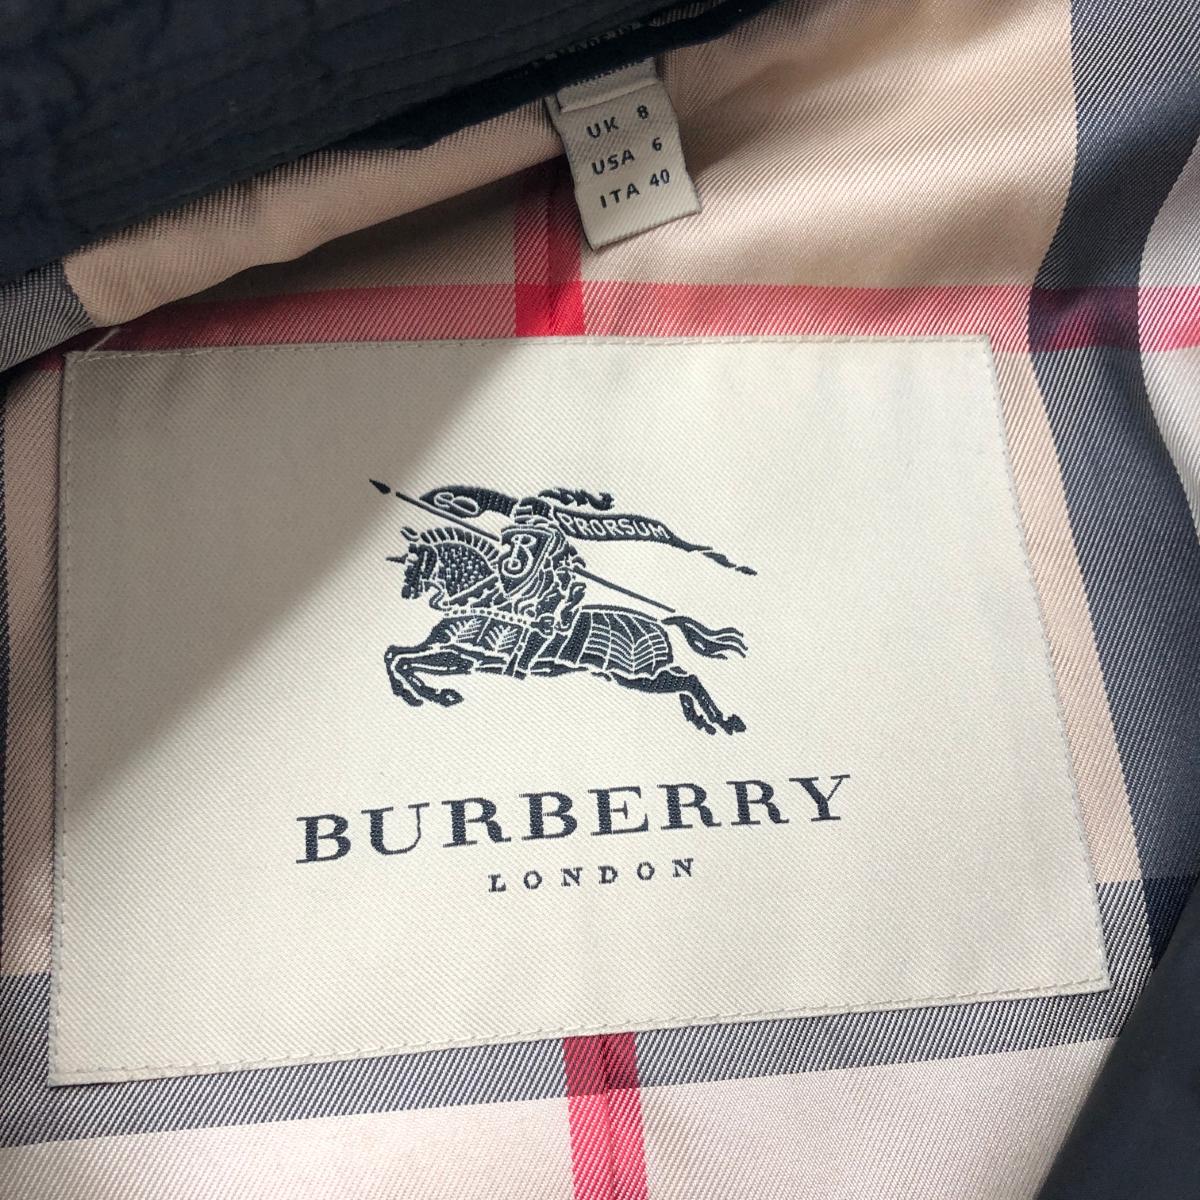 UK 8
USA 6
ITA 40
PRORSUM
B
BURBERRY
LONDON